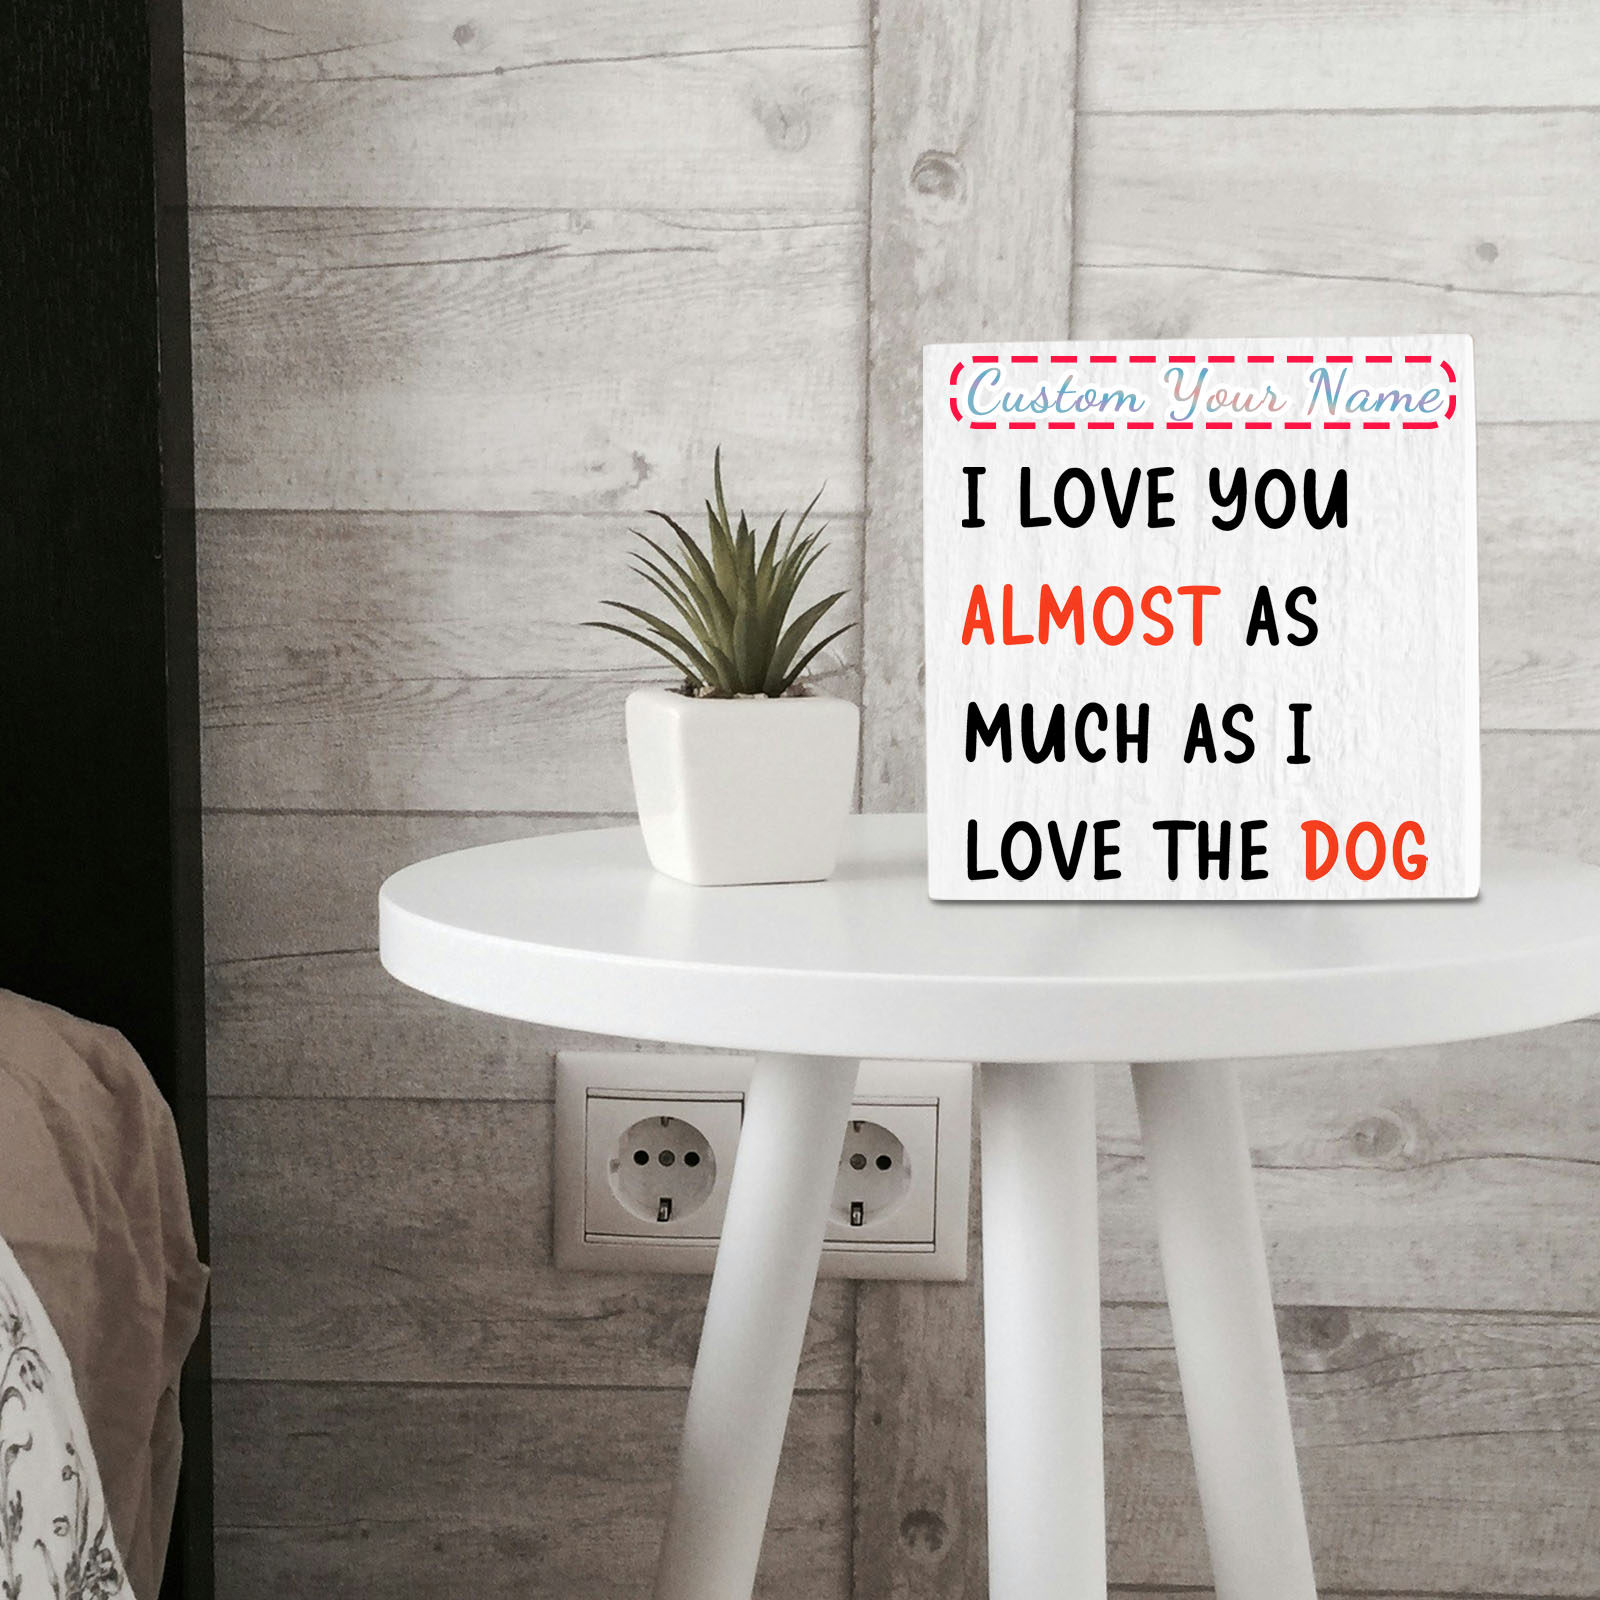 Custom Your Name
I LOVE YOU
ALMOST AS
MUCH AS I
LOVE THE DOG